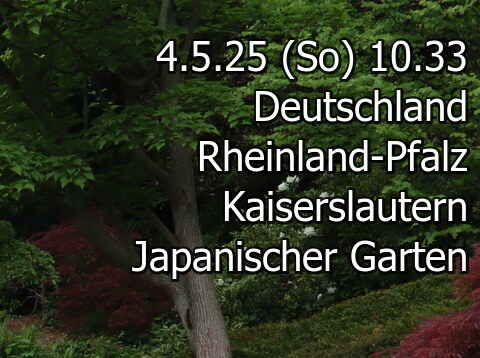 4.5.25 (So) 10.33
Deutschland
Rheinland-Pfalz
Kaiserslautern
Japanischer Garten